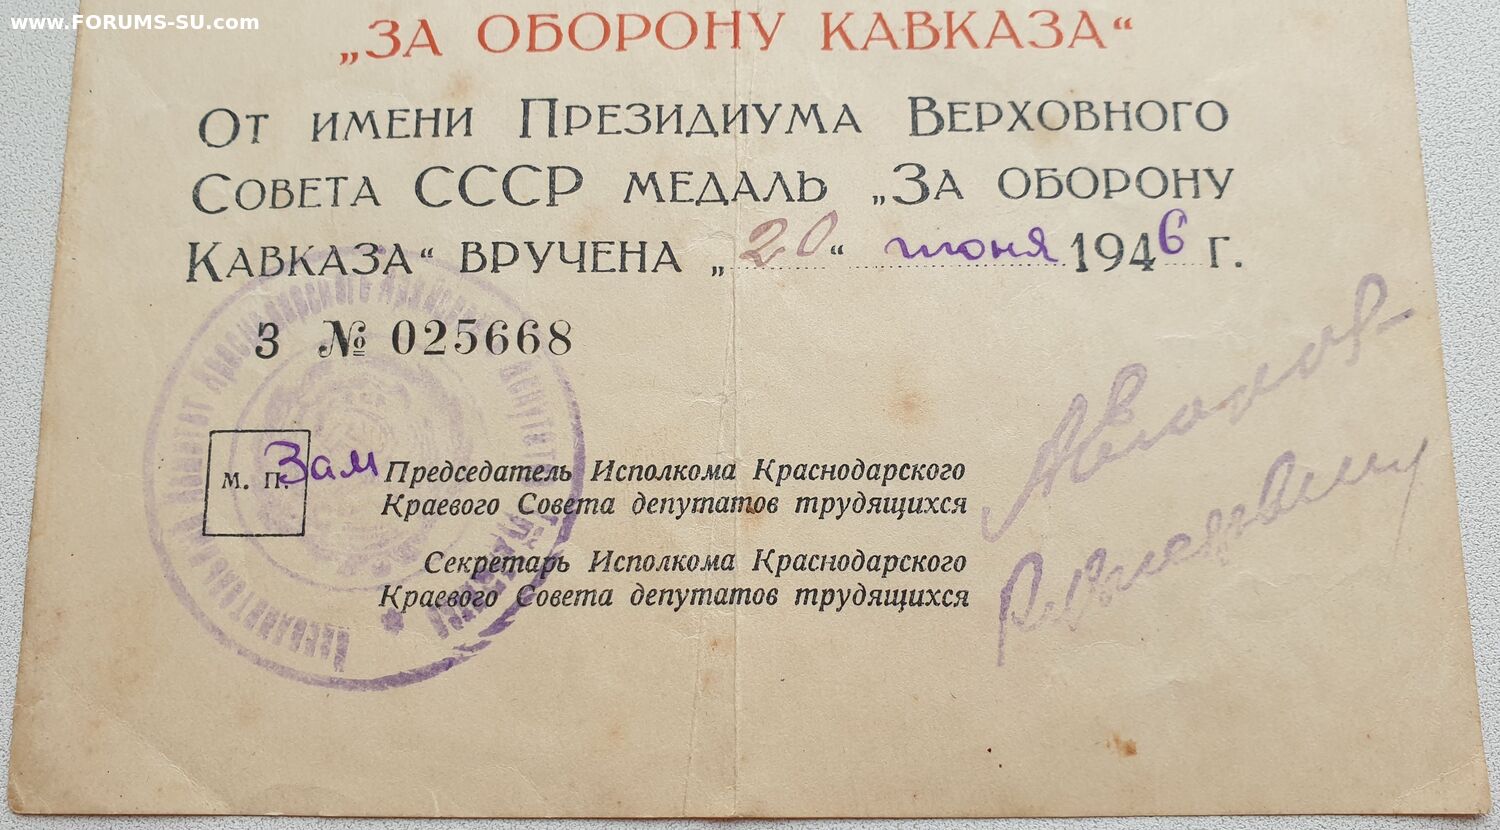 www.FORUMS-SU.com
„ЗА ОБОРОНУ КАВКАЗА“
От имени Президиума Верховного
Совета СССР медаль „За оборону
Кавказа“ вручена „20“ июня 1946 г.
З № 025668
м. п. Зам Председатель Исполкома Краснодарского
Краевого Совета депутатов трудящихся
Секретарь Исполкома Краснодарского
Краевого Совета депутатов трудящихся